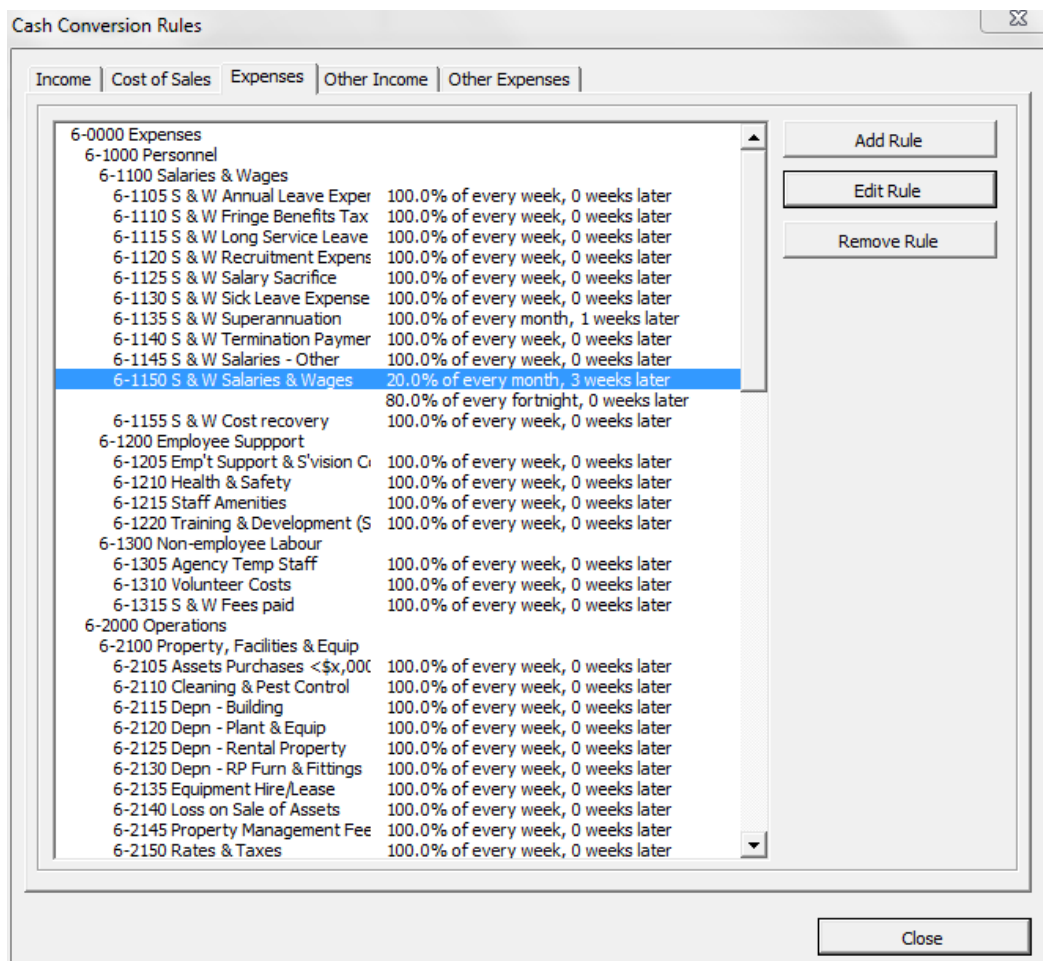 Cash Conversion Rules
Income Cost of Sales Expenses Other Income Other Expenses
6-0000 Expenses
6-1000 Personnel
6-1100 Salaries & Wages
6-1105 S & W Annual Leave Exper 100.0% of every week, 0 weeks later
6-1110 S & W Fringe Benefits Tax 100.0% of every week, 0 weeks later
6-1115 S & W Long Service Leave 100.0% of every week, 0 weeks later
6-1120 S & W Recruitment Expens 100.0% of every week, 0 weeks later
6-1125 S & W Salary Sacrifice 100.0% of every week, 0 weeks later
6-1130 S & W Sick Leave Expense 100.0% of every week, 0 weeks later
6-1135 S & W Superannuation 100.0% of every month, 1 weeks later
6-1140 S & W Termination Paymer 100.0% of every week, 0 weeks later
6-1145 S & W Salaries - Other 100.0% of every week, 0 weeks later
6-1150 S & W Salaries & Wages 20.0% of every month, 3 weeks later
80.0% of every fortnight, 0 weeks later
6-1155 S & W Cost recovery 100.0% of every week, 0 weeks later
6-1200 Employee Suppport
6-1205 Emp't Support & S'vision C 100.0% of every week, 0 weeks later
6-1210 Health & Safety 100.0% of every week, 0 weeks later
6-1215 Staff Amenities 100.0% of every week, 0 weeks later
6-1220 Training & Development (S 100.0% of every week, 0 weeks later
6-1300 Non-employee Labour
6-1305 Agency Temp Staff 100.0% of every week, 0 weeks later
6-1310 Volunteer Costs 100.0% of every week, 0 weeks later
6-1315 S & W Fees paid 100.0% of every week, 0 weeks later
6-2000 Operations
6-2100 Property, Facilities & Equip
6-2105 Assets Purchases <$x,000 100.0% of every week, 0 weeks later
6-2110 Cleaning & Pest Control 100.0% of every week, 0 weeks later
6-2115 Depn - Building 100.0% of every week, 0 weeks later
6-2120 Depn - Plant & Equip 100.0% of every week, 0 weeks later
6-2125 Depn - Rental Property 100.0% of every week, 0 weeks later
6-2130 Depn - RP Furn & Fittings 100.0% of every week, 0 weeks later
6-2135 Equipment Hire/Lease 100.0% of every week, 0 weeks later
6-2140 Loss on Sale of Assets 100.0% of every week, 0 weeks later
6-2145 Property Management Fee 100.0% of every week, 0 weeks later
6-2150 Rates & Taxes 100.0% of every week, 0 weeks later
Add Rule
Edit Rule
Remove Rule
Close